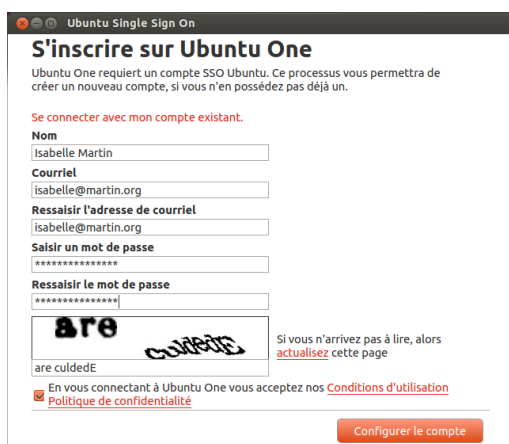 Ubuntu Single Sign On
S'inscrire sur Ubuntu One
Ubuntu One requiert un compte SSO Ubuntu. Ce processus vous permettra de
créer un nouveau compte, si vous n'en possédez pas déjà un.
Se connecter avec mon compte existant.
Nom
Isabelle Martin
Courriel
isabelle@martin.org
Ressaisir l'adresse de courriel
isabelle@martin.org
Saisir un mot de passe
***************
Ressaisir le mot de passe
***************
are culdedE
Si vous n'arrivez pas à lire, alors
actualisez cette page
are culdedE
En vous connectant à Ubuntu One vous acceptez nos Conditions d'utilisation
Politique de confidentialité
Configurer le compte